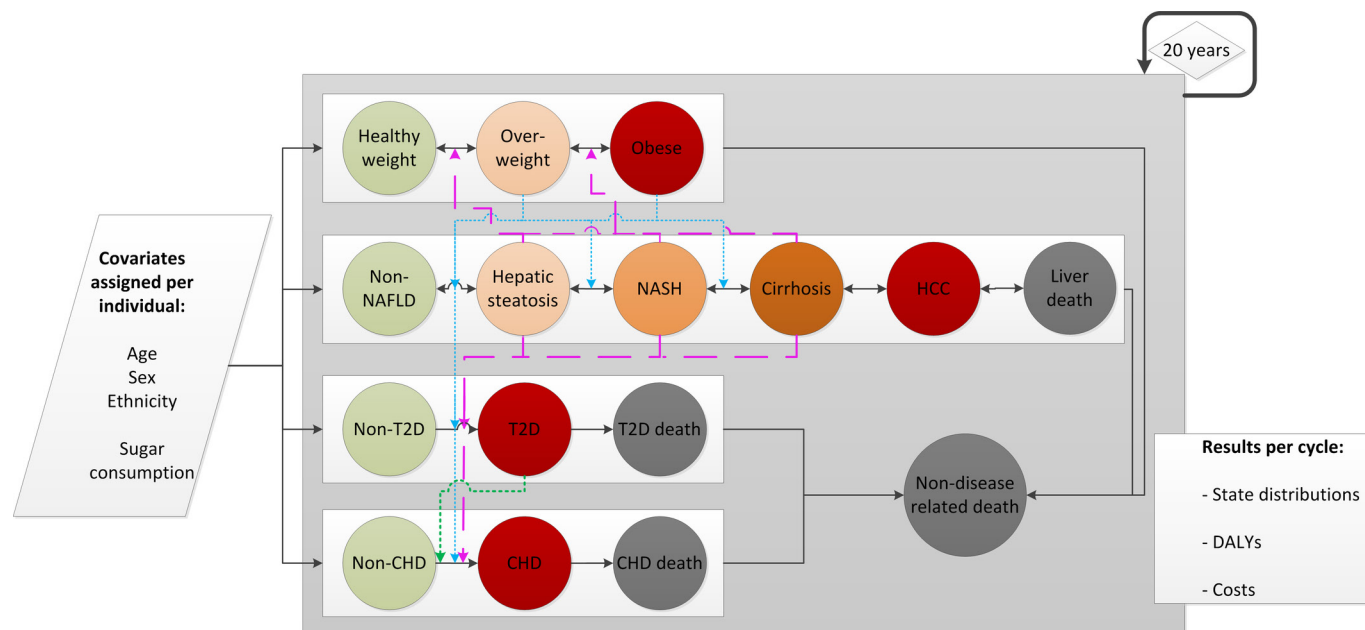 20 years
Healthy
weight
Over-
weight
Obese
Covariates
assigned per
individual:
Age
Sex
Ethnicity
Sugar
consumption
Non-
NAFLD
Hepatic
steatosis
NASH
Cirrhosis
HCC
Liver
death
Non-T2D
T2D
T2D death
Non-disease
related death
Non-CHD
CHD
CHD death
Results per cycle:
- State distributions
- DALYs
- Costs